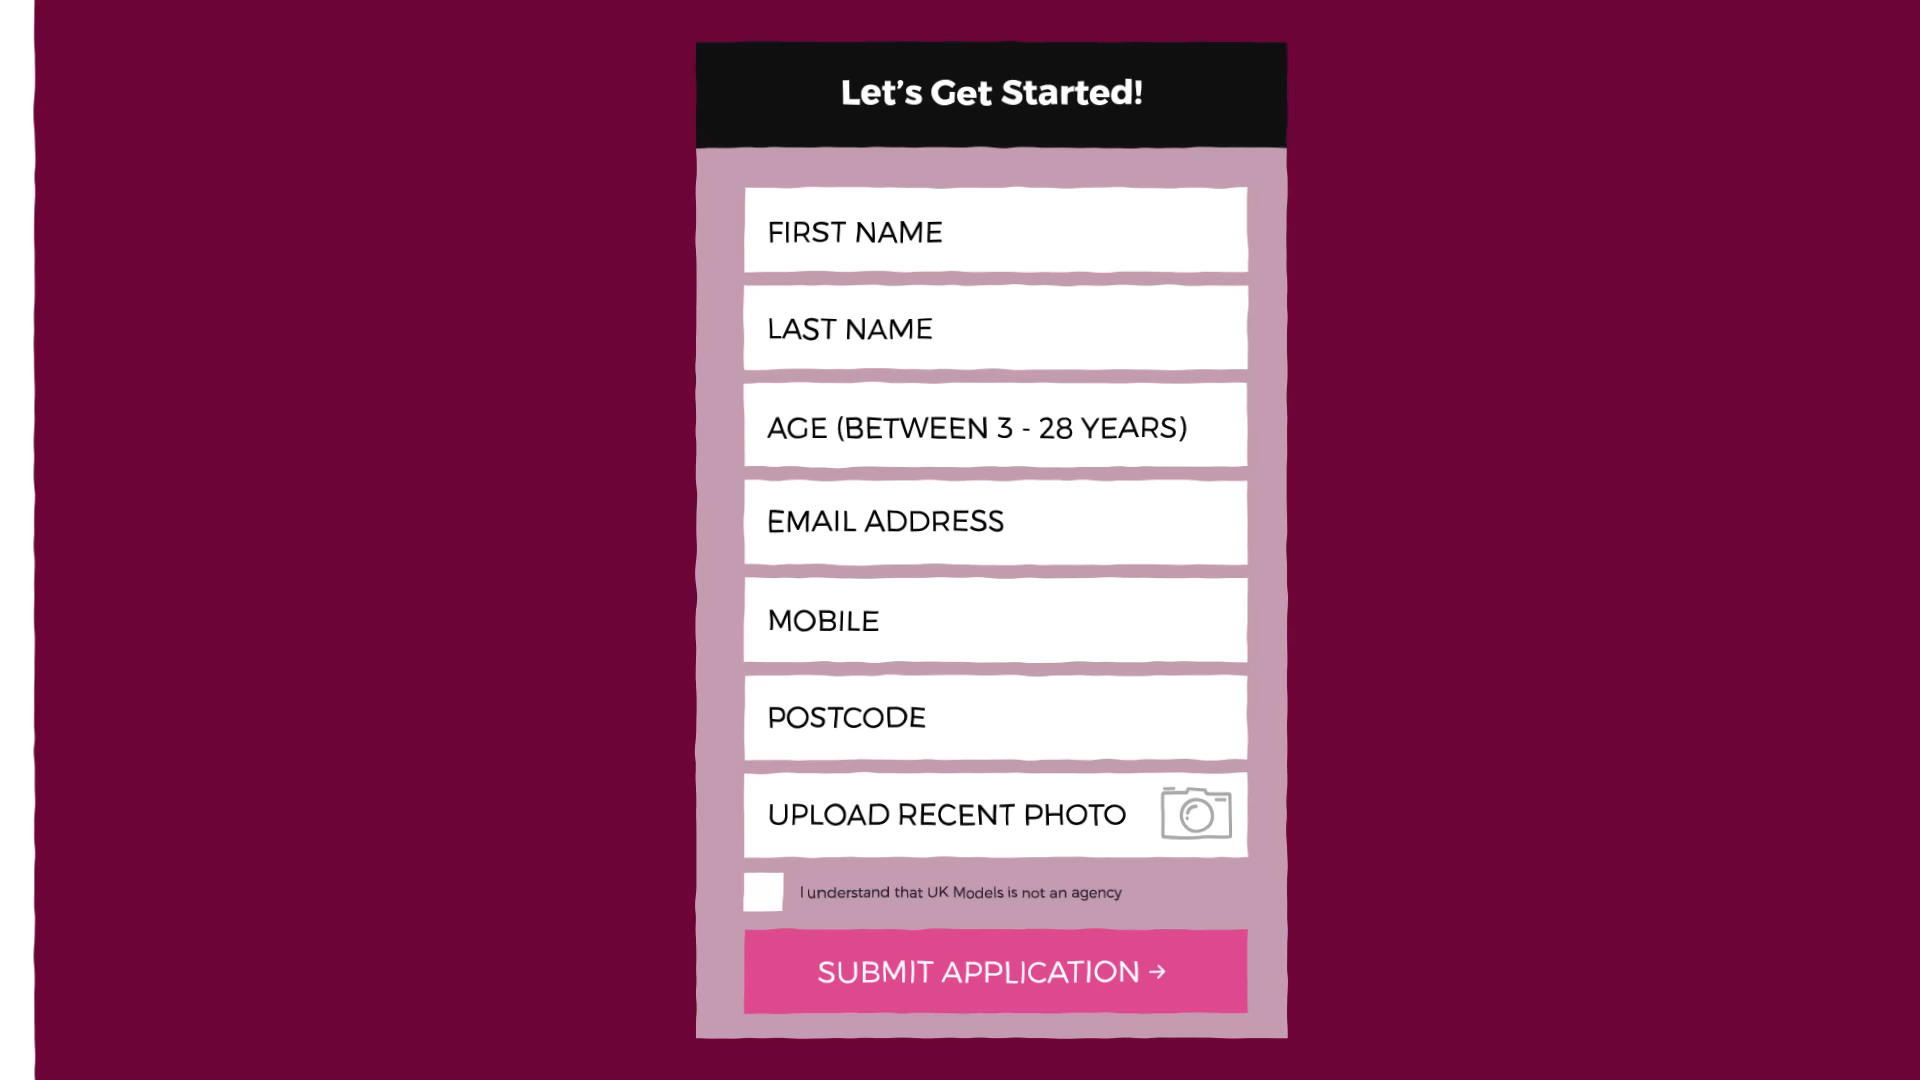 Let’s Get Started!
FIRST NAME
LAST NAME
AGE (BETWEEN 3 - 28 YEARS)
EMAIL ADDRESS
MOBILE
POSTCODE
UPLOAD RECENT PHOTO
I understand that UK Models is not an agency
SUBMIT APPLICATION →